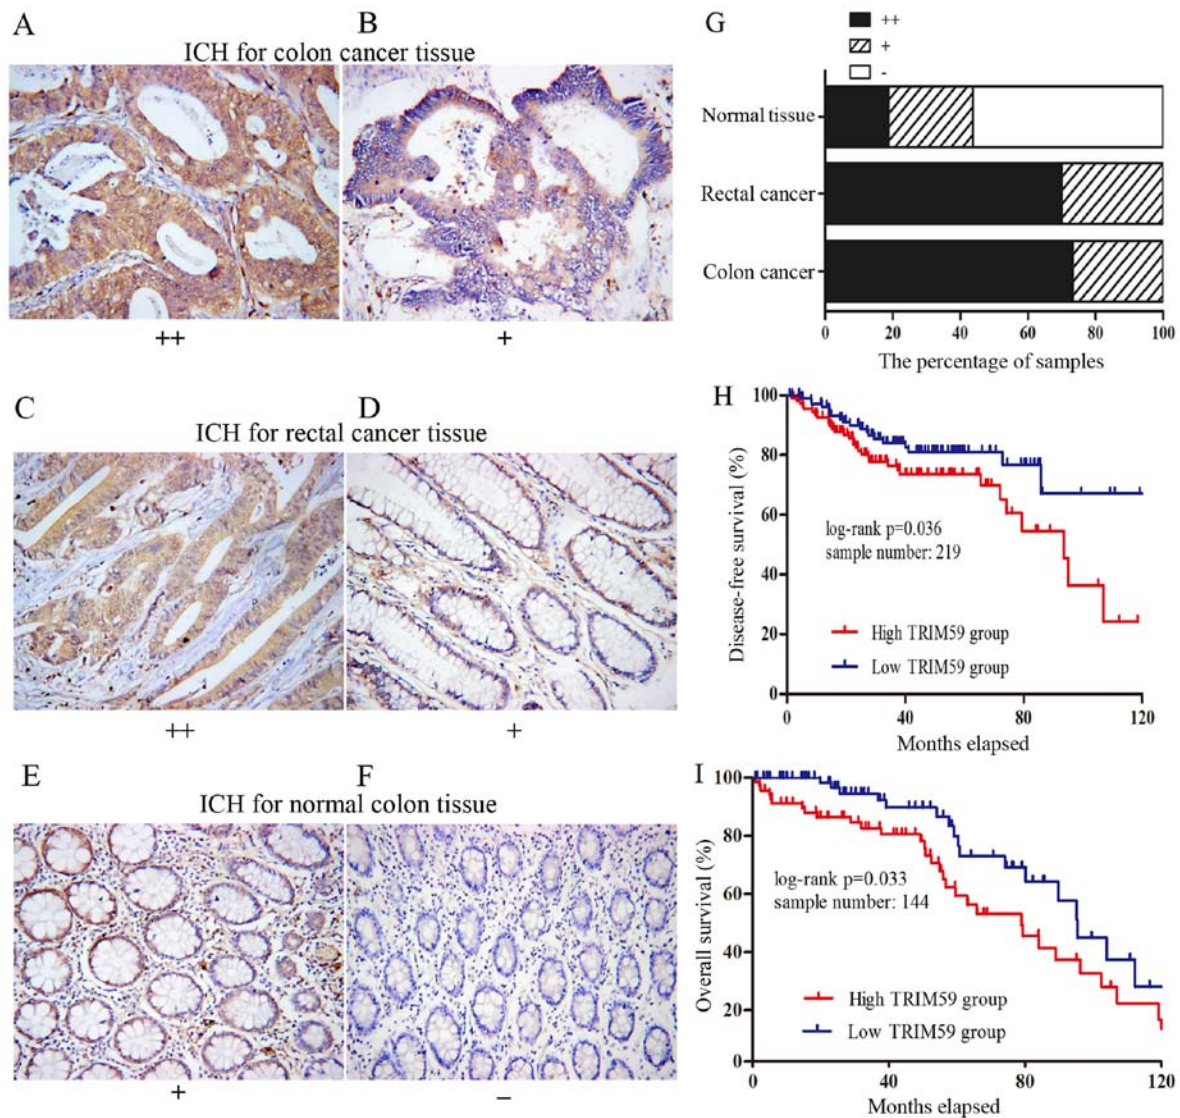 A
B
ICH for colon cancer tissue
++
+
C
D
ICH for rectal cancer tissue
++
+
E
F
ICH for normal colon tissue
+
–
G
++
+
-
Normal tissue
Rectal cancer
Colon cancer
0 20 40 60 80 100
The percentage of samples
H
100
80
60
40
20
0
Disease-free survival (%)
log-rank p=0.036
sample number: 219
High TRIM59 group
Low TRIM59 group
0 40 80 120
Months elapsed
I
100
80
60
40
20
0
Overall survival (%)
log-rank p=0.033
sample number: 144
High TRIM59 group
Low TRIM59 group
0 40 80 120
Months elapsed